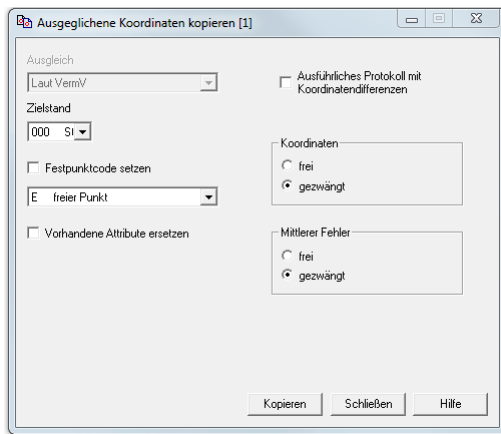 Ausgeglichene Koordinaten kopieren [1]
Ausgleich
Laut VermV
Zielstand
000
Festpunktcode setzen
E freier Punkt
Vorhandene Attribute ersetzen
Ausführliches Protokoll mit
Koordinatendifferenzen
Koordinaten
frei
gezwängt
Mittlerer Fehler
frei
gezwängt
Kopieren
Schließen
Hilfe